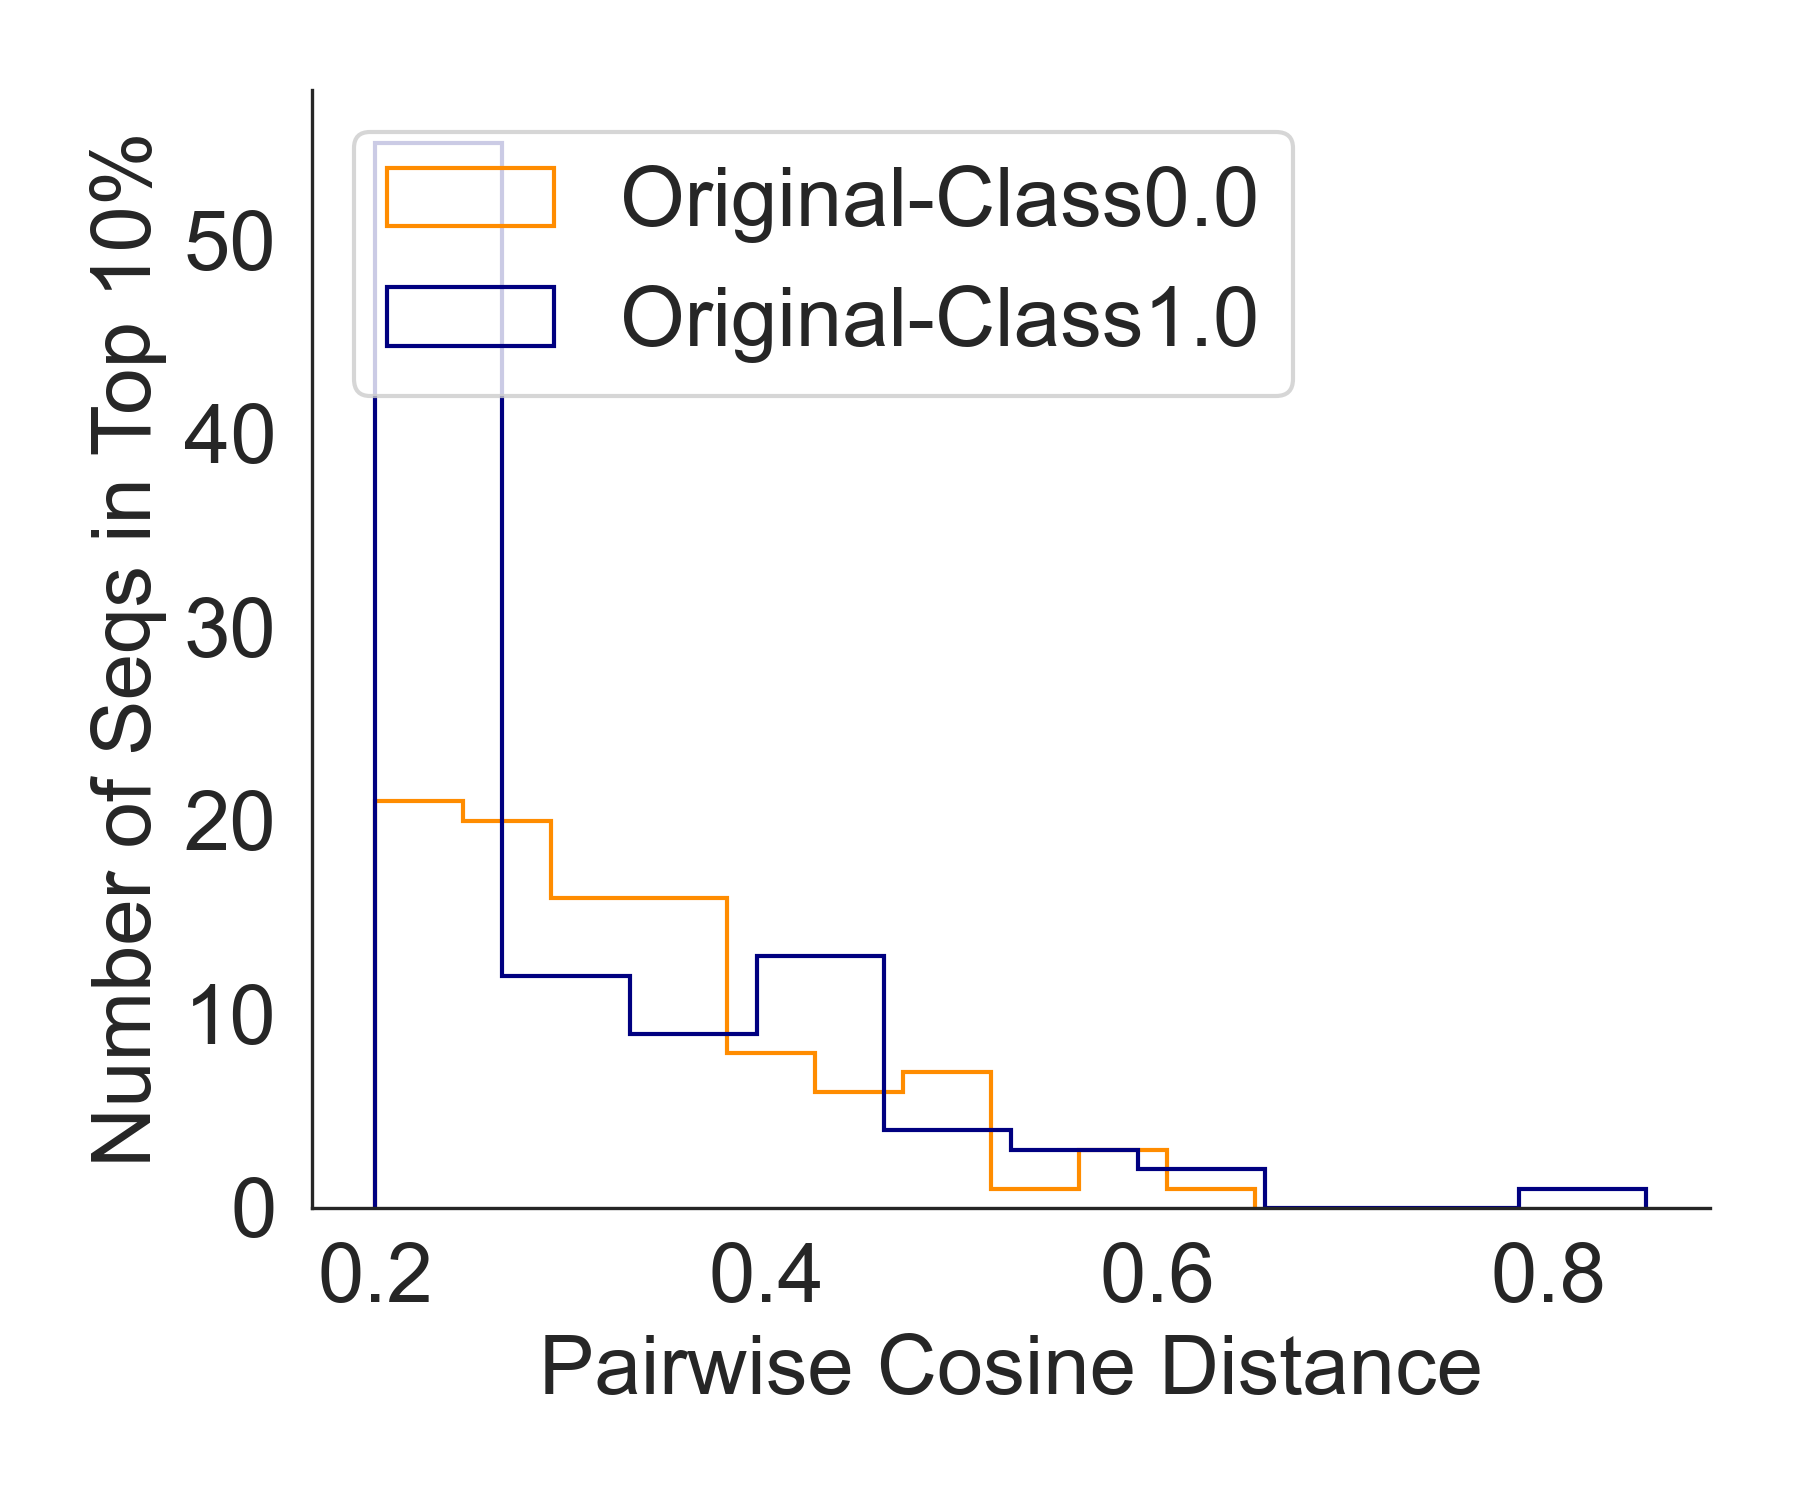 Number of Seqs in Top 10%
50
40
30
20
10
0
Original-Class0.0
Original-Class1.0
0.2 0.4 0.6 0.8
Pairwise Cosine Distance